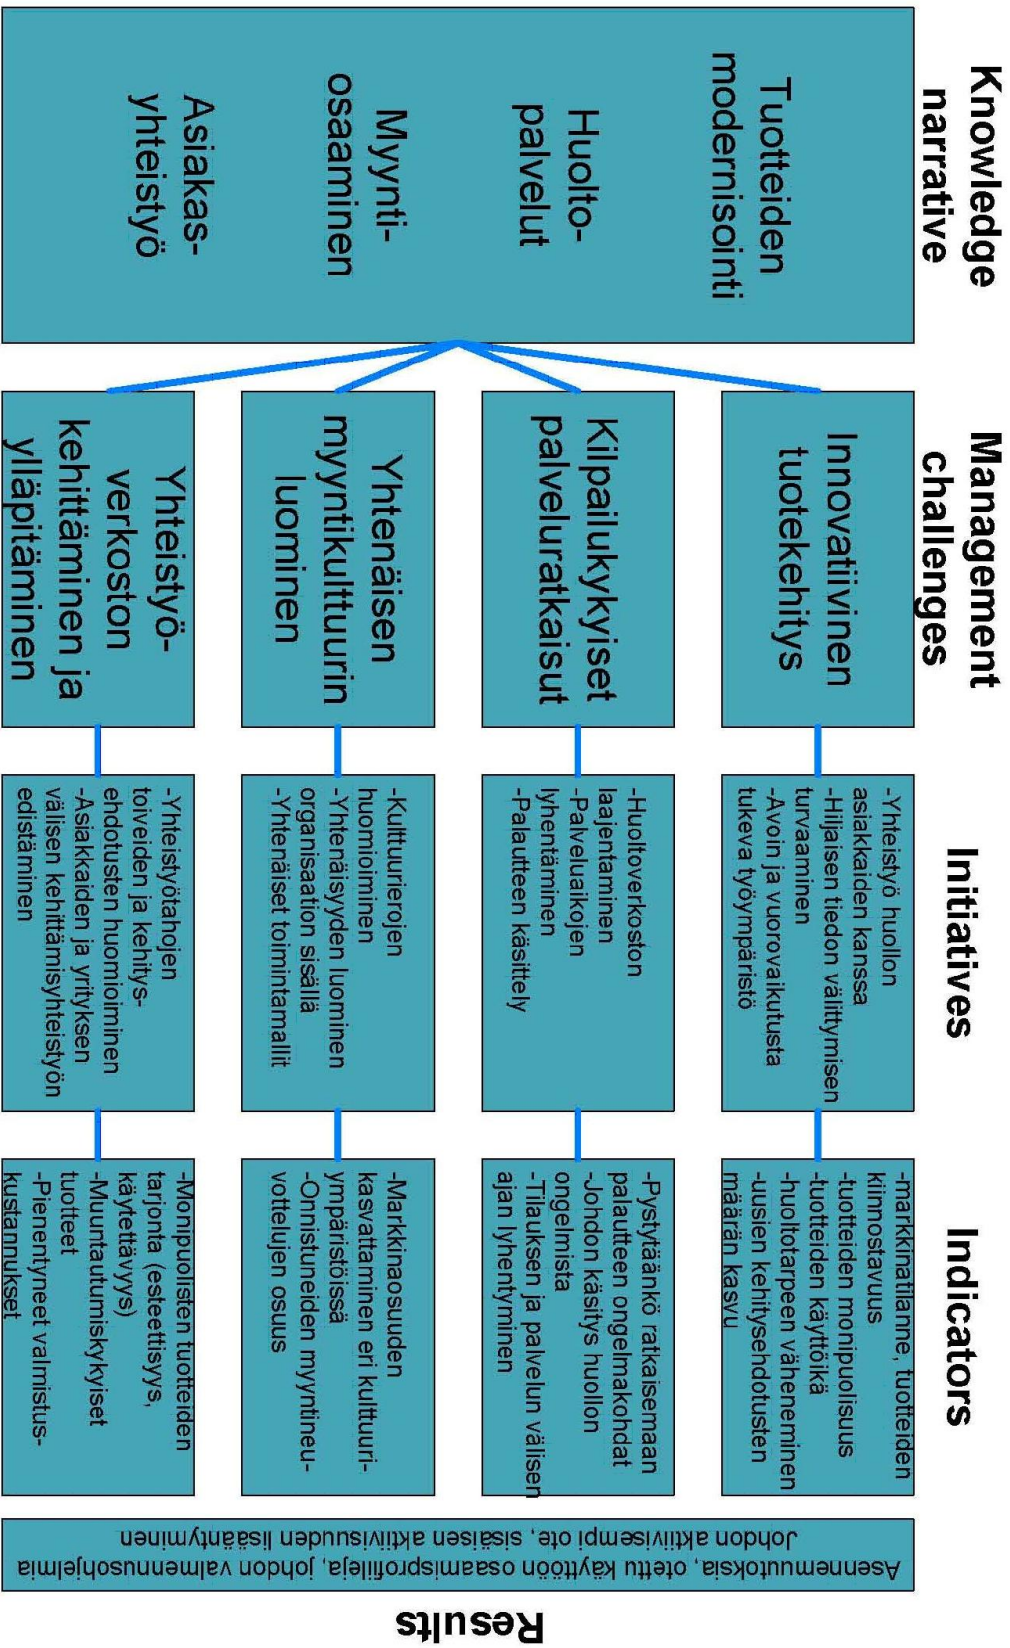 Knowledge
narrative
Tuotteiden
modernisointi
Huolto-
palvelut
Myynti-
osaaminen
Asiakas-
yhteistyö
Management
challenges
Innovatiivinen
tuotekehitys
Kilpailukykyiset
palveluratkaisut
Yhtenäisen
myyntikulttuurin
luominen
Yhteistyö-
verkoston
kehittäminen ja
ylläpitäminen
Initiatives
-Yhteistyö huollon
asiakkaiden kanssa
-Hiljaisen tiedon välittymisen
turvaaminen
-Avoin ja vuorovaikutusta
tukeva työympäristö
-Huoltoverkoston
laajentaminen
-Palveluaikojen
lyhentäminen
-Palautteen käsittely
-Kulttuurierojen
huomioiminen
-Yhtenäisyyden luominen
organisaation sisällä
-Yhtenäiset toimintamallit
-Yhteistyötahojen
toiveiden ja kehitys-
ehdotusten huomioiminen
-Asiakkaiden ja yrityksen
välisen kehittämisyhteistyön
edistäminen
Indicators
-markkinatilanne, tuotteiden
kiinnostavuus
-tuotteiden monipuolisuus
-tuotteiden käyttöikä
-huoltotarpeen väheneminen
-uusien kehitysehdotusten
määrän kasvu
-Pystytäänkö ratkaisemaan
palautteen ongelmakohdat
-Johdon käsitys huollon
ongelmista
-Tilauksen ja palvelun välisen
ajan lyhentyminen
-Markkinaosuuden
kasvattaminen eri kulttuuri-
ympäristöissä
-Onnistuneiden myyntineu-
vottelujen osuus
-Monipuolisten tuotteiden
tarjonta (esteettisyys,
käytettävyys)
-Muuntautumiskykyiset
tuotteet
-Pienentyneet valmistus-
kustannukset
Asennemuutoksia, otettu käyttöön osaamisprofiileja, johdon valmennusohjelmia
Johdon aktiivisempi ote, sisäisen aktiivisuuden lisääntyminen
Results